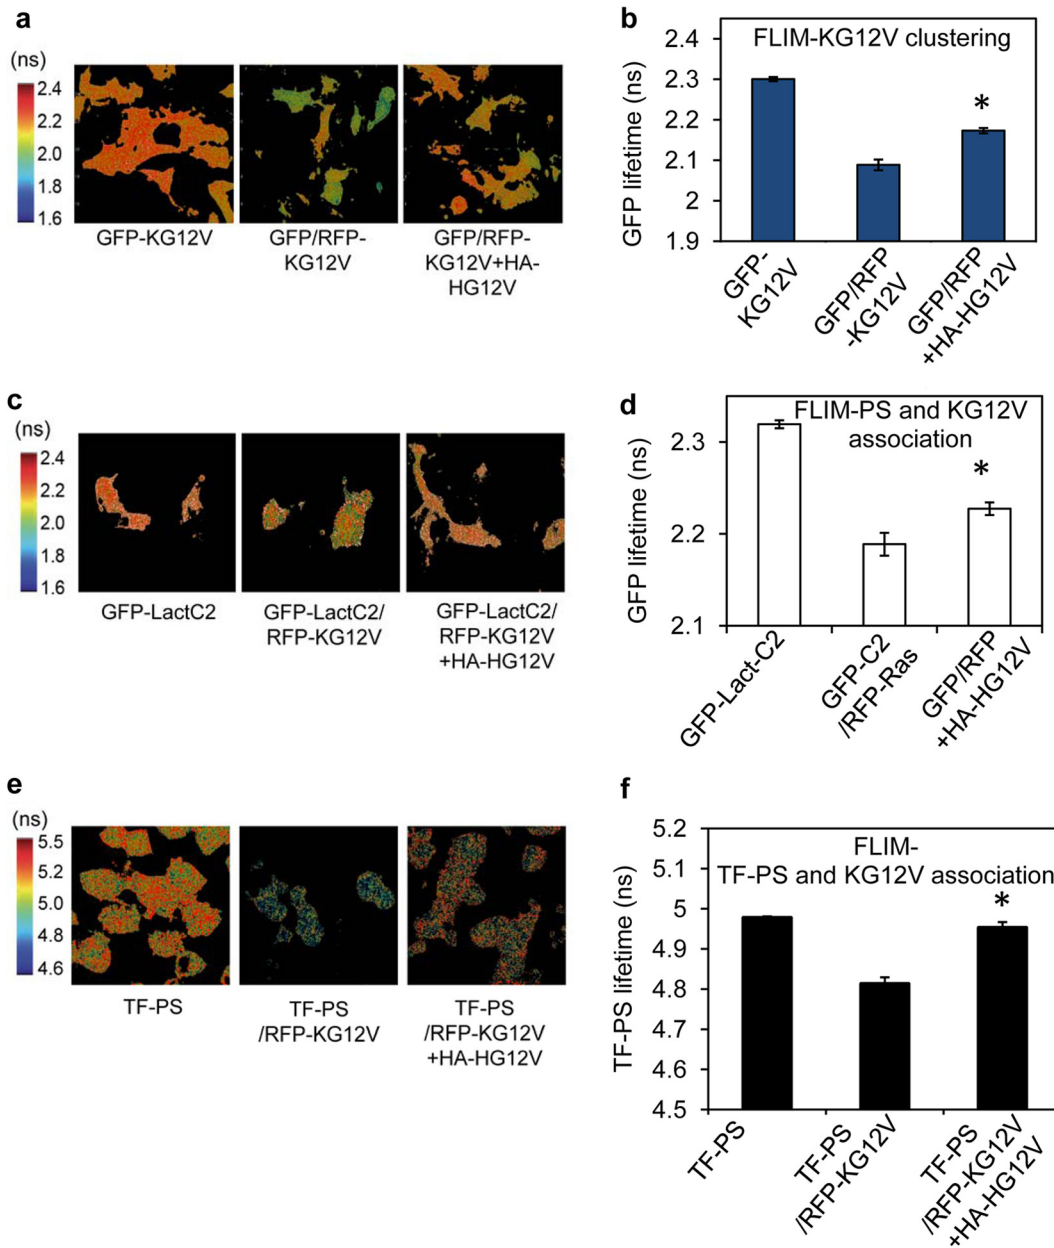 a
(ns)
2.4
2.2
2.0
1.8
1.6
GFP-KG12V
GFP/RFP-
KG12V
GFP/RFP-
KG12V+HA-
HG12V
b
FLIM-KG12V clustering
GFP lifetime (ns)
2.4
2.3
2.2
2.1
2
1.9
*
GFP-
KG12V
GFP/RFP
-KG12V
GFP/RFP
+HA-HG12V
c
(ns)
2.4
2.2
2.0
1.8
1.6
GFP-LactC2
GFP-LactC2/
RFP-KG12V
GFP-LactC2/
RFP-KG12V
+HA-HG12V
d
FLIM-PS and KG12V
association
GFP lifetime (ns)
2.3
2.2
2.1
*
GFP-Lact-C2
GFP-C2
/RFP-Ras
GFP/RFP
+HA-HG12V
e
(ns)
5.5
5.2
5.0
4.8
4.6
TF-PS
TF-PS
/RFP-KG12V
TF-PS
/RFP-KG12V
+HA-HG12V
f
FLIM-
TF-PS and KG12V association
TF-PS lifetime (ns)
5.2
5.1
5
4.9
4.8
4.7
4.6
4.5
*
TF-PS
TF-PS
/RFP-KG12V
TF-PS
/RFP-KG12V
+HA-HG12V